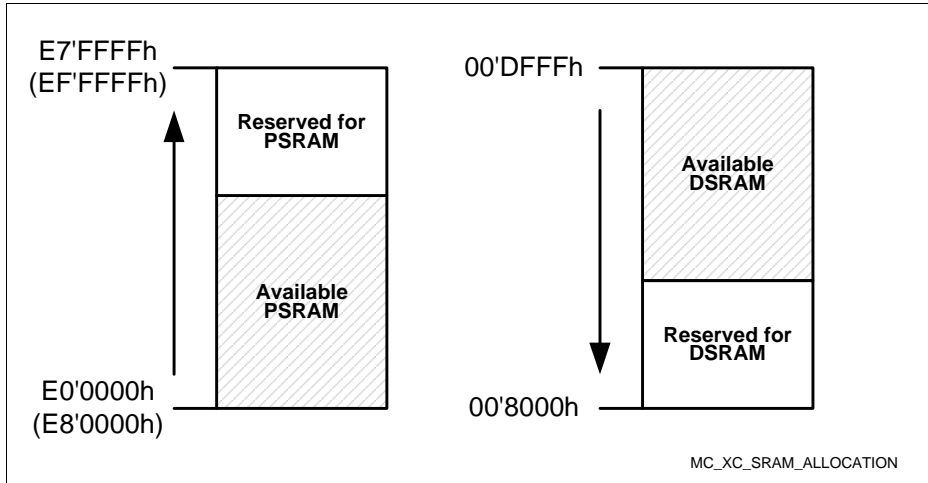 E7'FFFFh
(EF'FFFFh)
Reserved for
PSRAM
Available
PSRAM
E0'0000h
(E8'0000h)
00'DFFFh
Available
DSRAM
Reserved for
DSRAM
00'8000h
MC_XC_SRAM_ALLOCATION